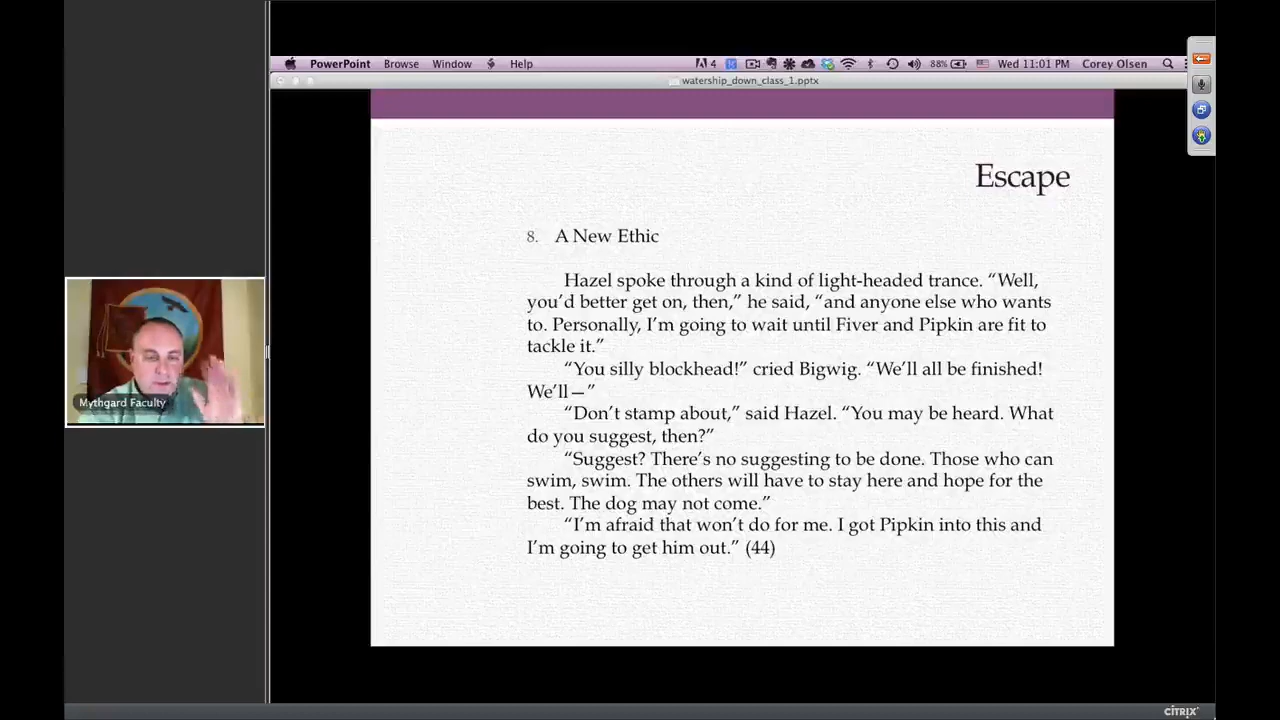 PowerPoint Browse Window Help 4 88% Wed 11:01 PM Corey Olsen
watership_down_class_1.pptx
Escape
8. A New Ethic
Hazel spoke through a kind of light-headed trance. “Well,
you’d better get on, then,” he said, “and anyone else who wants
to. Personally, I’m going to wait until Fiver and Pipkin are fit to
tackle it.”
“You silly blockhead!” cried Bigwig. “We’ll all be finished!
We’ll—”
“Don’t stamp about,” said Hazel. “You may be heard. What
do you suggest, then?”
“Suggest? There’s no suggesting to be done. Those who can
swim, swim. The others will have to stay here and hope for the
best. The dog may not come.”
“I’m afraid that won’t do for me. I got Pipkin into this and
I’m going to get him out.” (44)
Mythgard Faculty
CITRIX